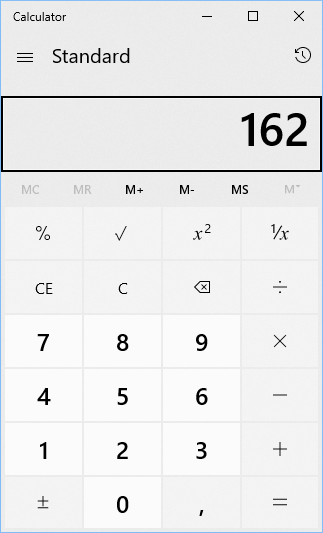 Calculator
Standard
162
MC MR M+ M- MS M˅
% √ x² ¹/x
CE C ÷
7 8 9 ×
4 5 6 −
1 2 3 +
± 0 , =